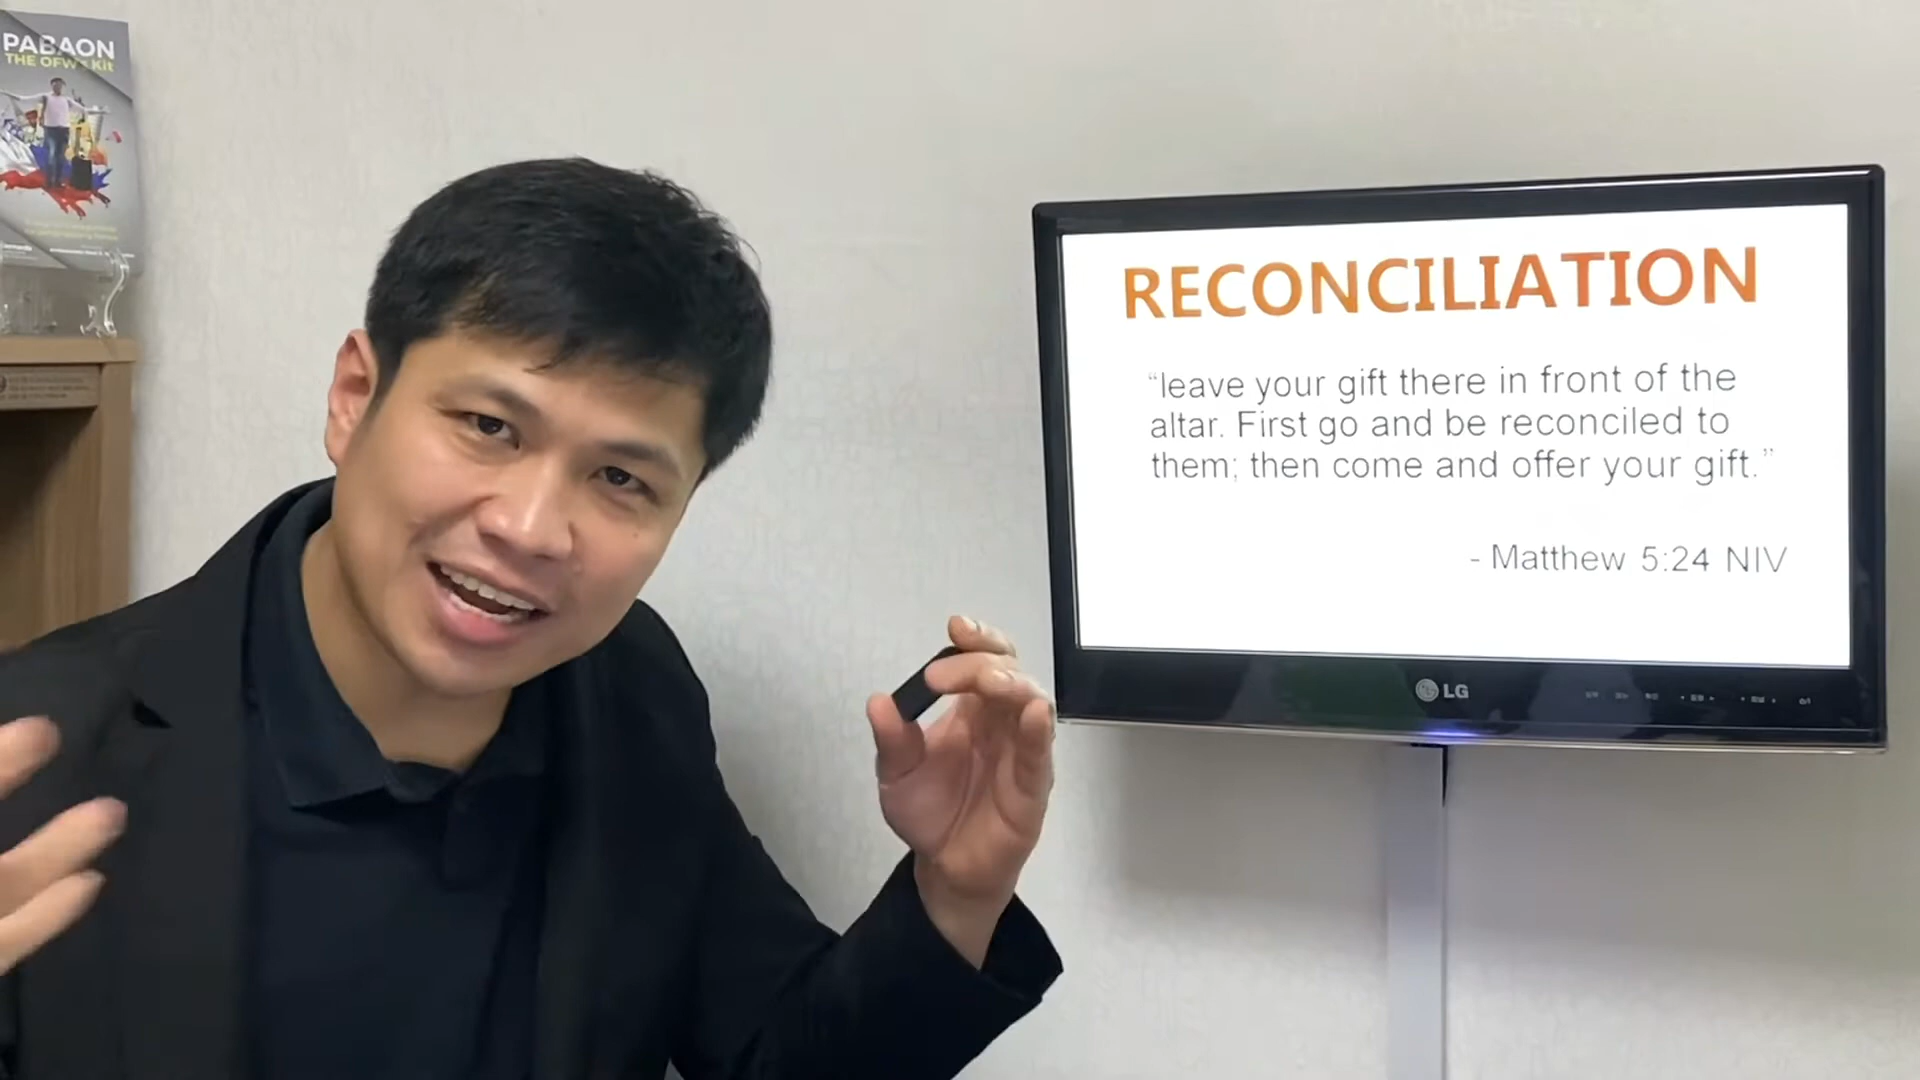 PABAON
THE OFW's Kit
RECONCILIATION
“leave your gift there in front of the
altar. First go and be reconciled to
them; then come and offer your gift.”
- Matthew 5:24 NIV
LG